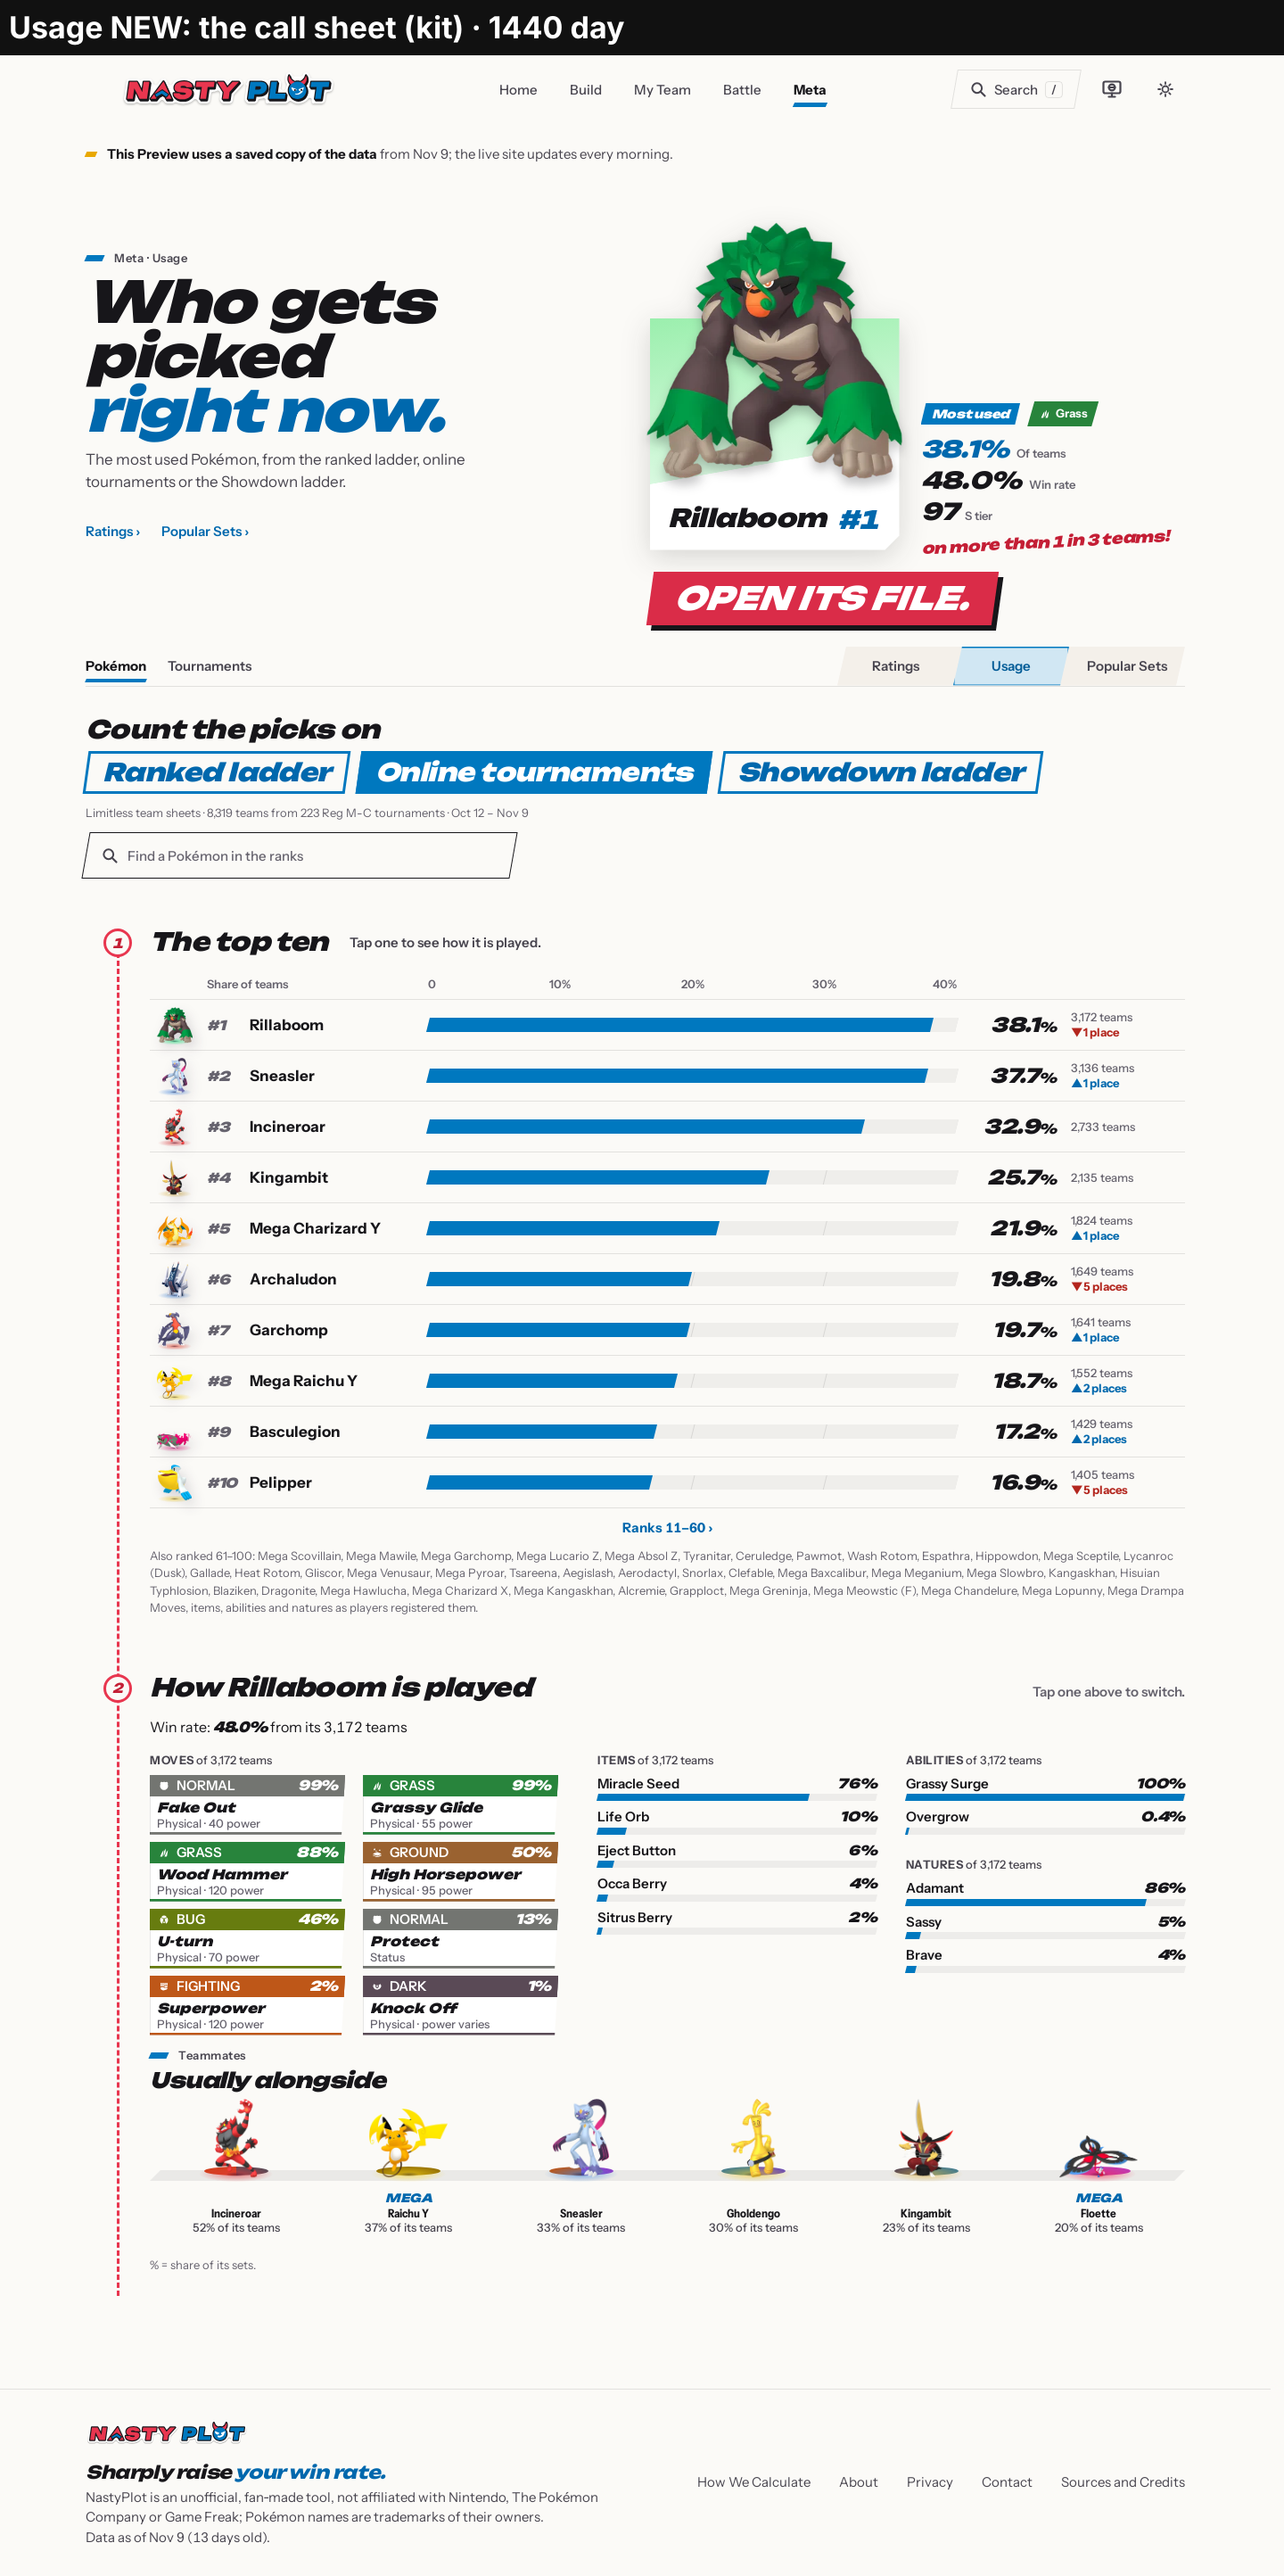 Usage NEW: the call sheet (kit) · 1440 day
NASTY PLOT
Home Build My Team Battle Meta
Search /
This Preview uses a saved copy of the data from Nov 9; the live site updates every morning.
Meta · Usage
Who gets
picked
right now.
The most used Pokémon, from the ranked ladder, online
tournaments or the Showdown ladder.
Ratings › Popular Sets ›
Rillaboom #1
Most used Grass
38.1% Of teams
48.0% Win rate
97 S tier
on more than 1 in 3 teams!
OPEN ITS FILE.
Pokémon Tournaments
Ratings Usage Popular Sets
Count the picks on
Ranked ladder Online tournaments Showdown ladder
Limitless team sheets · 8,319 teams from 223 Reg M-C tournaments · Oct 12 – Nov 9
Find a Pokémon in the ranks
1 The top ten Tap one to see how it is played.
Share of teams 0 10% 20% 30% 40%
#1 Rillaboom 38.1% 3,172 teams
▼1 place
#2 Sneasler 37.7% 3,136 teams
▲1 place
#3 Incineroar 32.9% 2,733 teams
#4 Kingambit 25.7% 2,135 teams
#5 Mega Charizard Y 21.9% 1,824 teams
▲1 place
#6 Archaludon 19.8% 1,649 teams
▼5 places
#7 Garchomp 19.7% 1,641 teams
▲1 place
#8 Mega Raichu Y 18.7% 1,552 teams
▲2 places
#9 Basculegion 17.2% 1,429 teams
▲2 places
#10 Pelipper 16.9% 1,405 teams
▼5 places
Ranks 11–60 ›
Also ranked 61–100: Mega Scovillain, Mega Mawile, Mega Garchomp, Mega Lucario Z, Mega Absol Z, Tyranitar, Ceruledge, Pawmot, Wash Rotom, Espathra, Hippowdon, Mega Sceptile, Lycanroc
(Dusk), Gallade, Heat Rotom, Gliscor, Mega Venusaur, Mega Pyroar, Tsareena, Aegislash, Aerodactyl, Snorlax, Clefable, Mega Baxcalibur, Mega Meganium, Mega Slowbro, Kangaskhan, Hisuian
Typhlosion, Blaziken, Dragonite, Mega Hawlucha, Mega Charizard X, Mega Kangaskhan, Alcremie, Grapploct, Mega Greninja, Mega Meowstic (F), Mega Chandelure, Mega Lopunny, Mega Drampa
Moves, items, abilities and natures as players registered them.
2 How Rillaboom is played Tap one above to switch.
Win rate: 48.0% from its 3,172 teams
MOVES of 3,172 teams
NORMAL 99%
Fake Out
Physical · 40 power
GRASS 99%
Grassy Glide
Physical · 55 power
GRASS 88%
Wood Hammer
Physical · 120 power
GROUND 50%
High Horsepower
Physical · 95 power
BUG 46%
U-turn
Physical · 70 power
NORMAL 13%
Protect
Status
FIGHTING 2%
Superpower
Physical · 120 power
DARK 1%
Knock Off
Physical · power varies
ITEMS of 3,172 teams
Miracle Seed 76%
Life Orb 10%
Eject Button 6%
Occa Berry 4%
Sitrus Berry 2%
ABILITIES of 3,172 teams
Grassy Surge 100%
Overgrow 0.4%
NATURES of 3,172 teams
Adamant 86%
Sassy 5%
Brave 4%
Teammates
Usually alongside
Incineroar
52% of its teams
MEGA
Raichu Y
37% of its teams
Sneasler
33% of its teams
Gholdengo
30% of its teams
Kingambit
23% of its teams
MEGA
Floette
20% of its teams
% = share of its sets.
NASTY PLOT
Sharply raise your win rate.
NastyPlot is an unofficial, fan-made tool, not affiliated with Nintendo, The Pokémon
Company or Game Freak; Pokémon names are trademarks of their owners.
Data as of Nov 9 (13 days old).
How We Calculate About Privacy Contact Sources and Credits